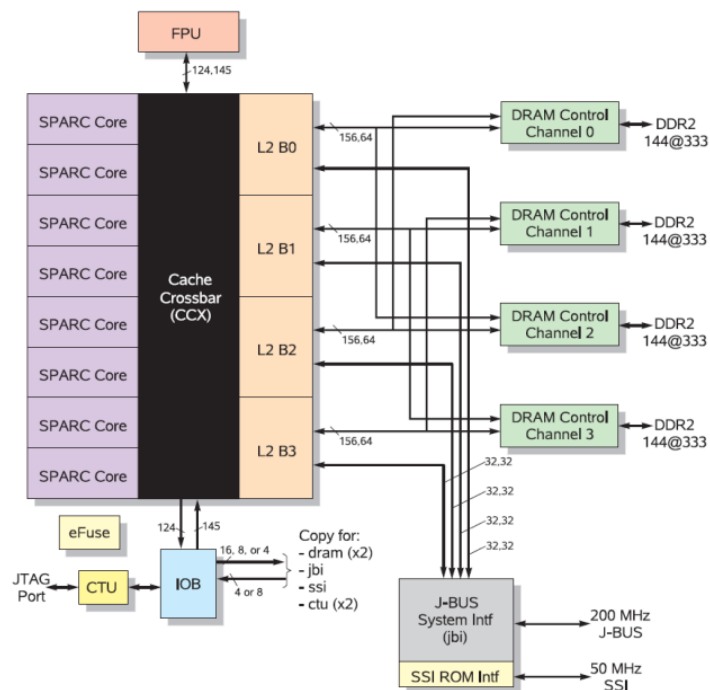 FPU
124,145
SPARC Core
SPARC Core
SPARC Core
SPARC Core
SPARC Core
SPARC Core
SPARC Core
SPARC Core
Cache
Crossbar
(CCX)
L2 B0
L2 B1
L2 B2
L2 B3
156,64
156,64
156,64
156,64
DRAM Control
Channel 0
DDR2
144@333
DRAM Control
Channel 1
DDR2
144@333
DRAM Control
Channel 2
DDR2
144@333
DRAM Control
Channel 3
DDR2
144@333
32,32
32,32
32,32
32,32
eFuse
124
145
JTAG
Port
CTU
IOB
16, 8, or 4
4 or 8
Copy for:
- dram (x2)
- jbi
- ssi
- ctu (x2)
J-BUS
System Intf
(jbi)
SSI ROM Intf
200 MHz
J-BUS
50 MHz
SSI